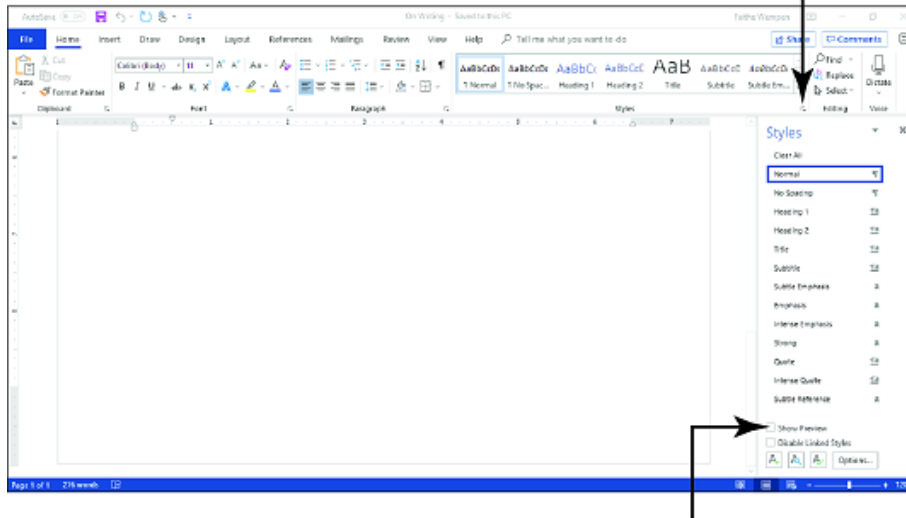 AutoSave On Writing - Saved to this PC Faithe Wempen
File Home Insert Draw Design Layout References Mailings Review View Help Tell me what you want to do Share Comments
Paste Cut Copy Format Painter
Calibri (Body) 11
AaBbCcDc AaBbCcDc AaBbCc AaBbCcC AaB AaBbCcC AaBbCcD
¶ Normal ¶ No Spac... Heading 1 Heading 2 Title Subtitle Subtle Em...
Find
Replace
Select
Dictate
Clipboard Font Paragraph Styles Editing Voice
Styles
Clear All
Normal ¶
No Spacing ¶
Heading 1
Heading 2
Title
Subtitle
Subtle Emphasis a
Emphasis a
Intense Emphasis a
Strong a
Quote
Intense Quote
Subtle Reference a
Show Preview
Disable Linked Styles
Options...
Page 1 of 1 276 words